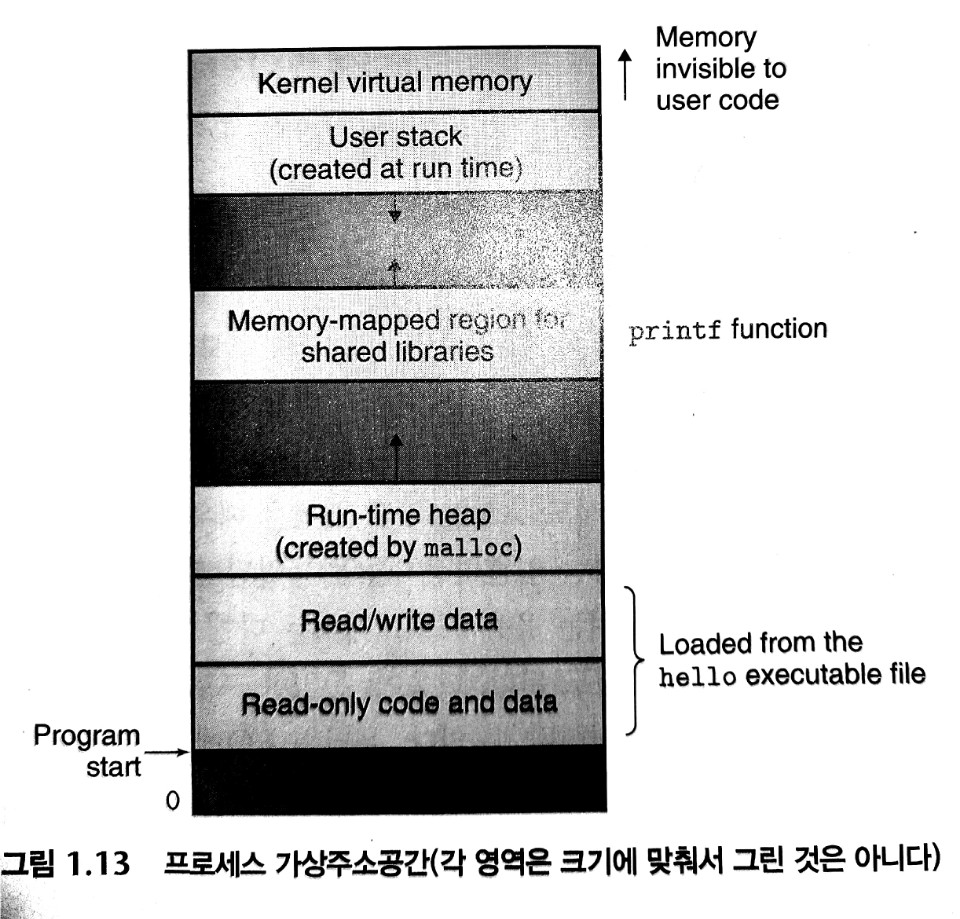 Memory
invisible to
user code
Kernel virtual memory
User stack
(created at run time)
Memory-mapped region for
shared libraries
printf function
Run-time heap
(created by malloc)
Read/write data
Loaded from the
hello executable file
Read-only code and data
Program
start
0
그림 1.13 프로세스 가상주소공간(각 영역은 크기에 맞춰서 그린 것은 아니다)